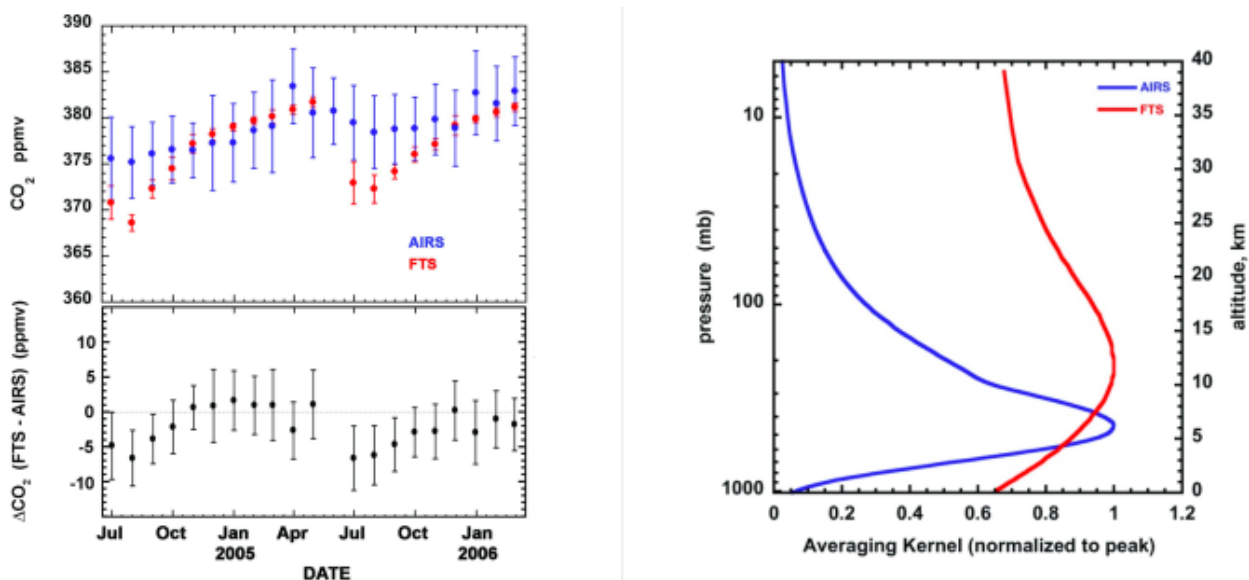 390
385
380
375
370
365
360
CO2 ppmv
AIRS
FTS
15
10
5
0
-5
-10
ΔCO2 (FTS - AIRS) (ppmv)
Jul Oct Jan Apr Jul Oct Jan
2005 2006
DATE
AIRS
FTS
10
100
1000
pressure (mb)
40
35
30
25
20
15
10
5
0
altitude, km
0 0.2 0.4 0.6 0.8 1 1.2
Averaging Kernel (normalized to peak)